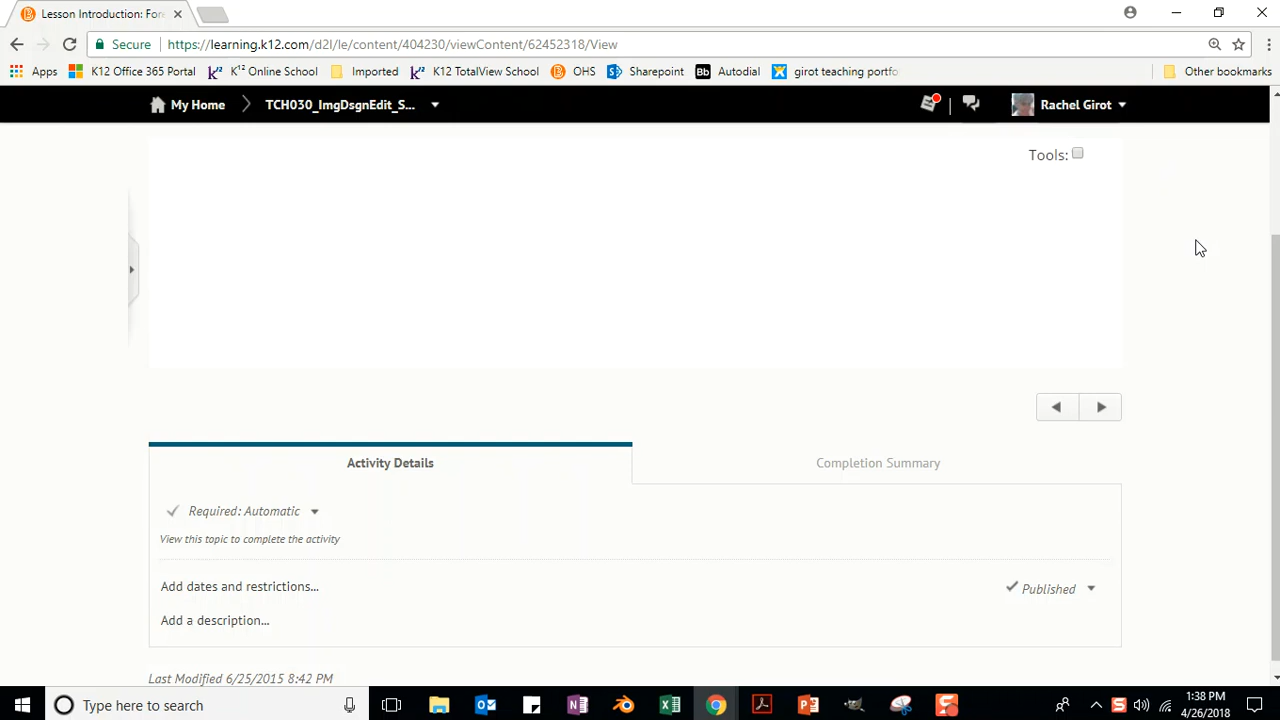 Lesson Introduction: For
Secure https://learning.k12.com/d2l/le/content/404230/viewContent/62452318/View
Apps K12 Office 365 Portal K¹² Online School Imported K12 TotalView School OHS Sharepoint Bb Autodial girot teaching portfo Other bookmarks
My Home TCH030_ImgDsgnEdit_S... Rachel Girot
Tools:
Activity Details Completion Summary
Required: Automatic
View this topic to complete the activity
Add dates and restrictions... Published
Add a description...
Last Modified 6/25/2015 8:42 PM
Type here to search
1:38 PM
4/26/2018